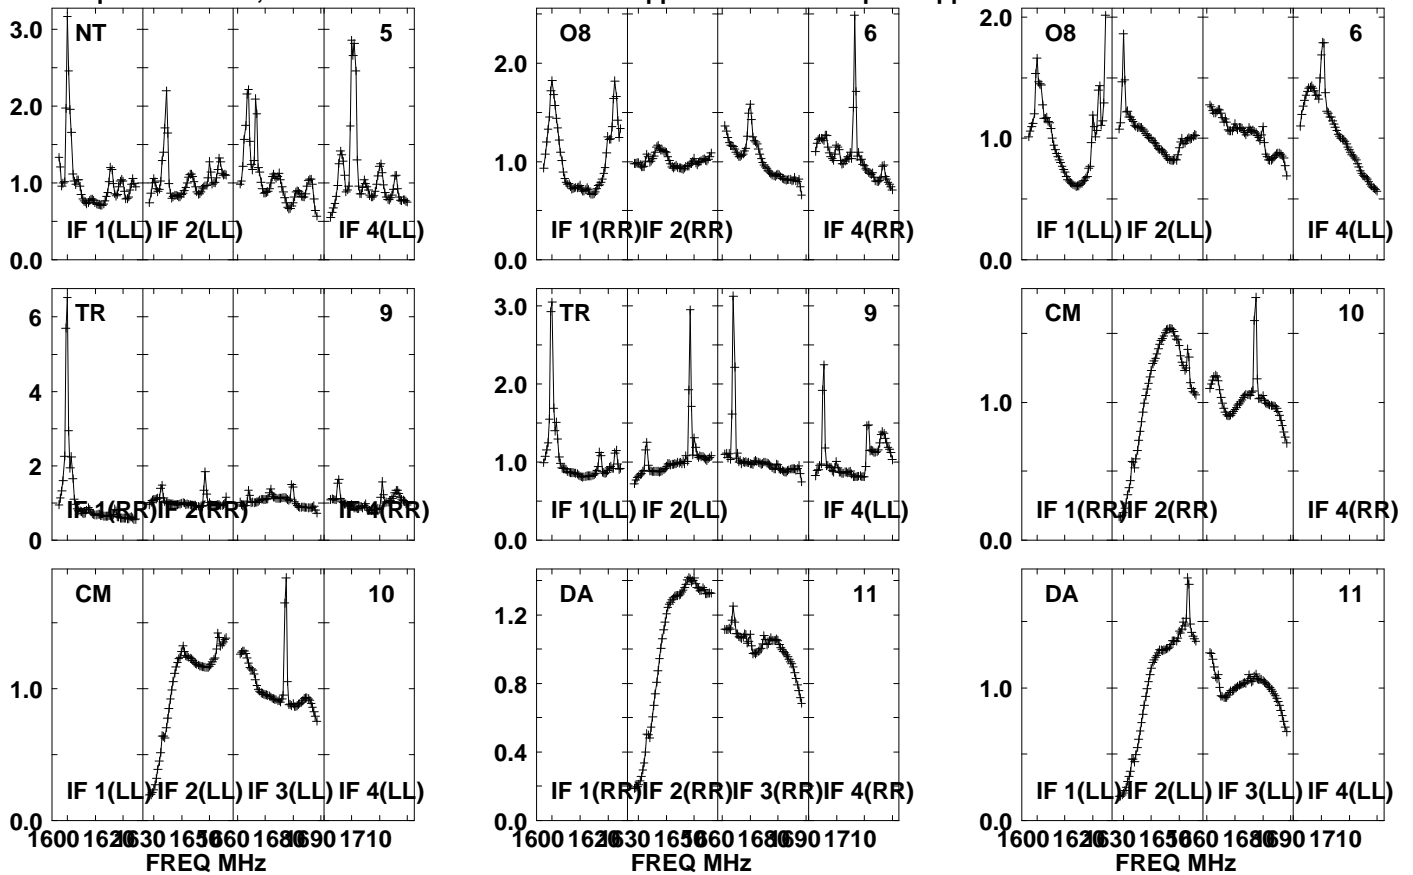 NT 5 O8 6 O8 6
3.0 2.0 1.0 0.0
2.0 1.0 0.0
2.0 1.0 0.0
IF 1(LL) IF 2(LL) IF 4(LL) IF 1(RR) IF 2(RR) IF 4(RR) IF 1(LL) IF 2(LL) IF 4(LL)
TR 9 TR 9 CM 10
6 4 2 0
3.0 2.0 1.0 0.0
1.0 0.0
IF 1(RR) IF 2(RR) IF 4(RR) IF 1(LL) IF 2(LL) IF 4(LL) IF 1(RR) IF 2(RR) IF 4(RR)
CM 10 DA 11 DA 11
1.0 0.0
1.2 0.8 0.4 0.0
1.0 0.0
IF 1(LL) IF 2(LL) IF 3(LL) IF 4(LL) IF 1(RR) IF 2(RR) IF 3(RR) IF 4(RR) IF 1(LL) IF 2(LL) IF 3(LL) IF 4(LL)
1600 1620 1630 1650 1660 1680 1690 1710 1600 1620 1630 1650 1660 1680 1690 1710 1600 1620 1630 1650 1660 1680 1690 1710
FREQ MHz FREQ MHz FREQ MHz